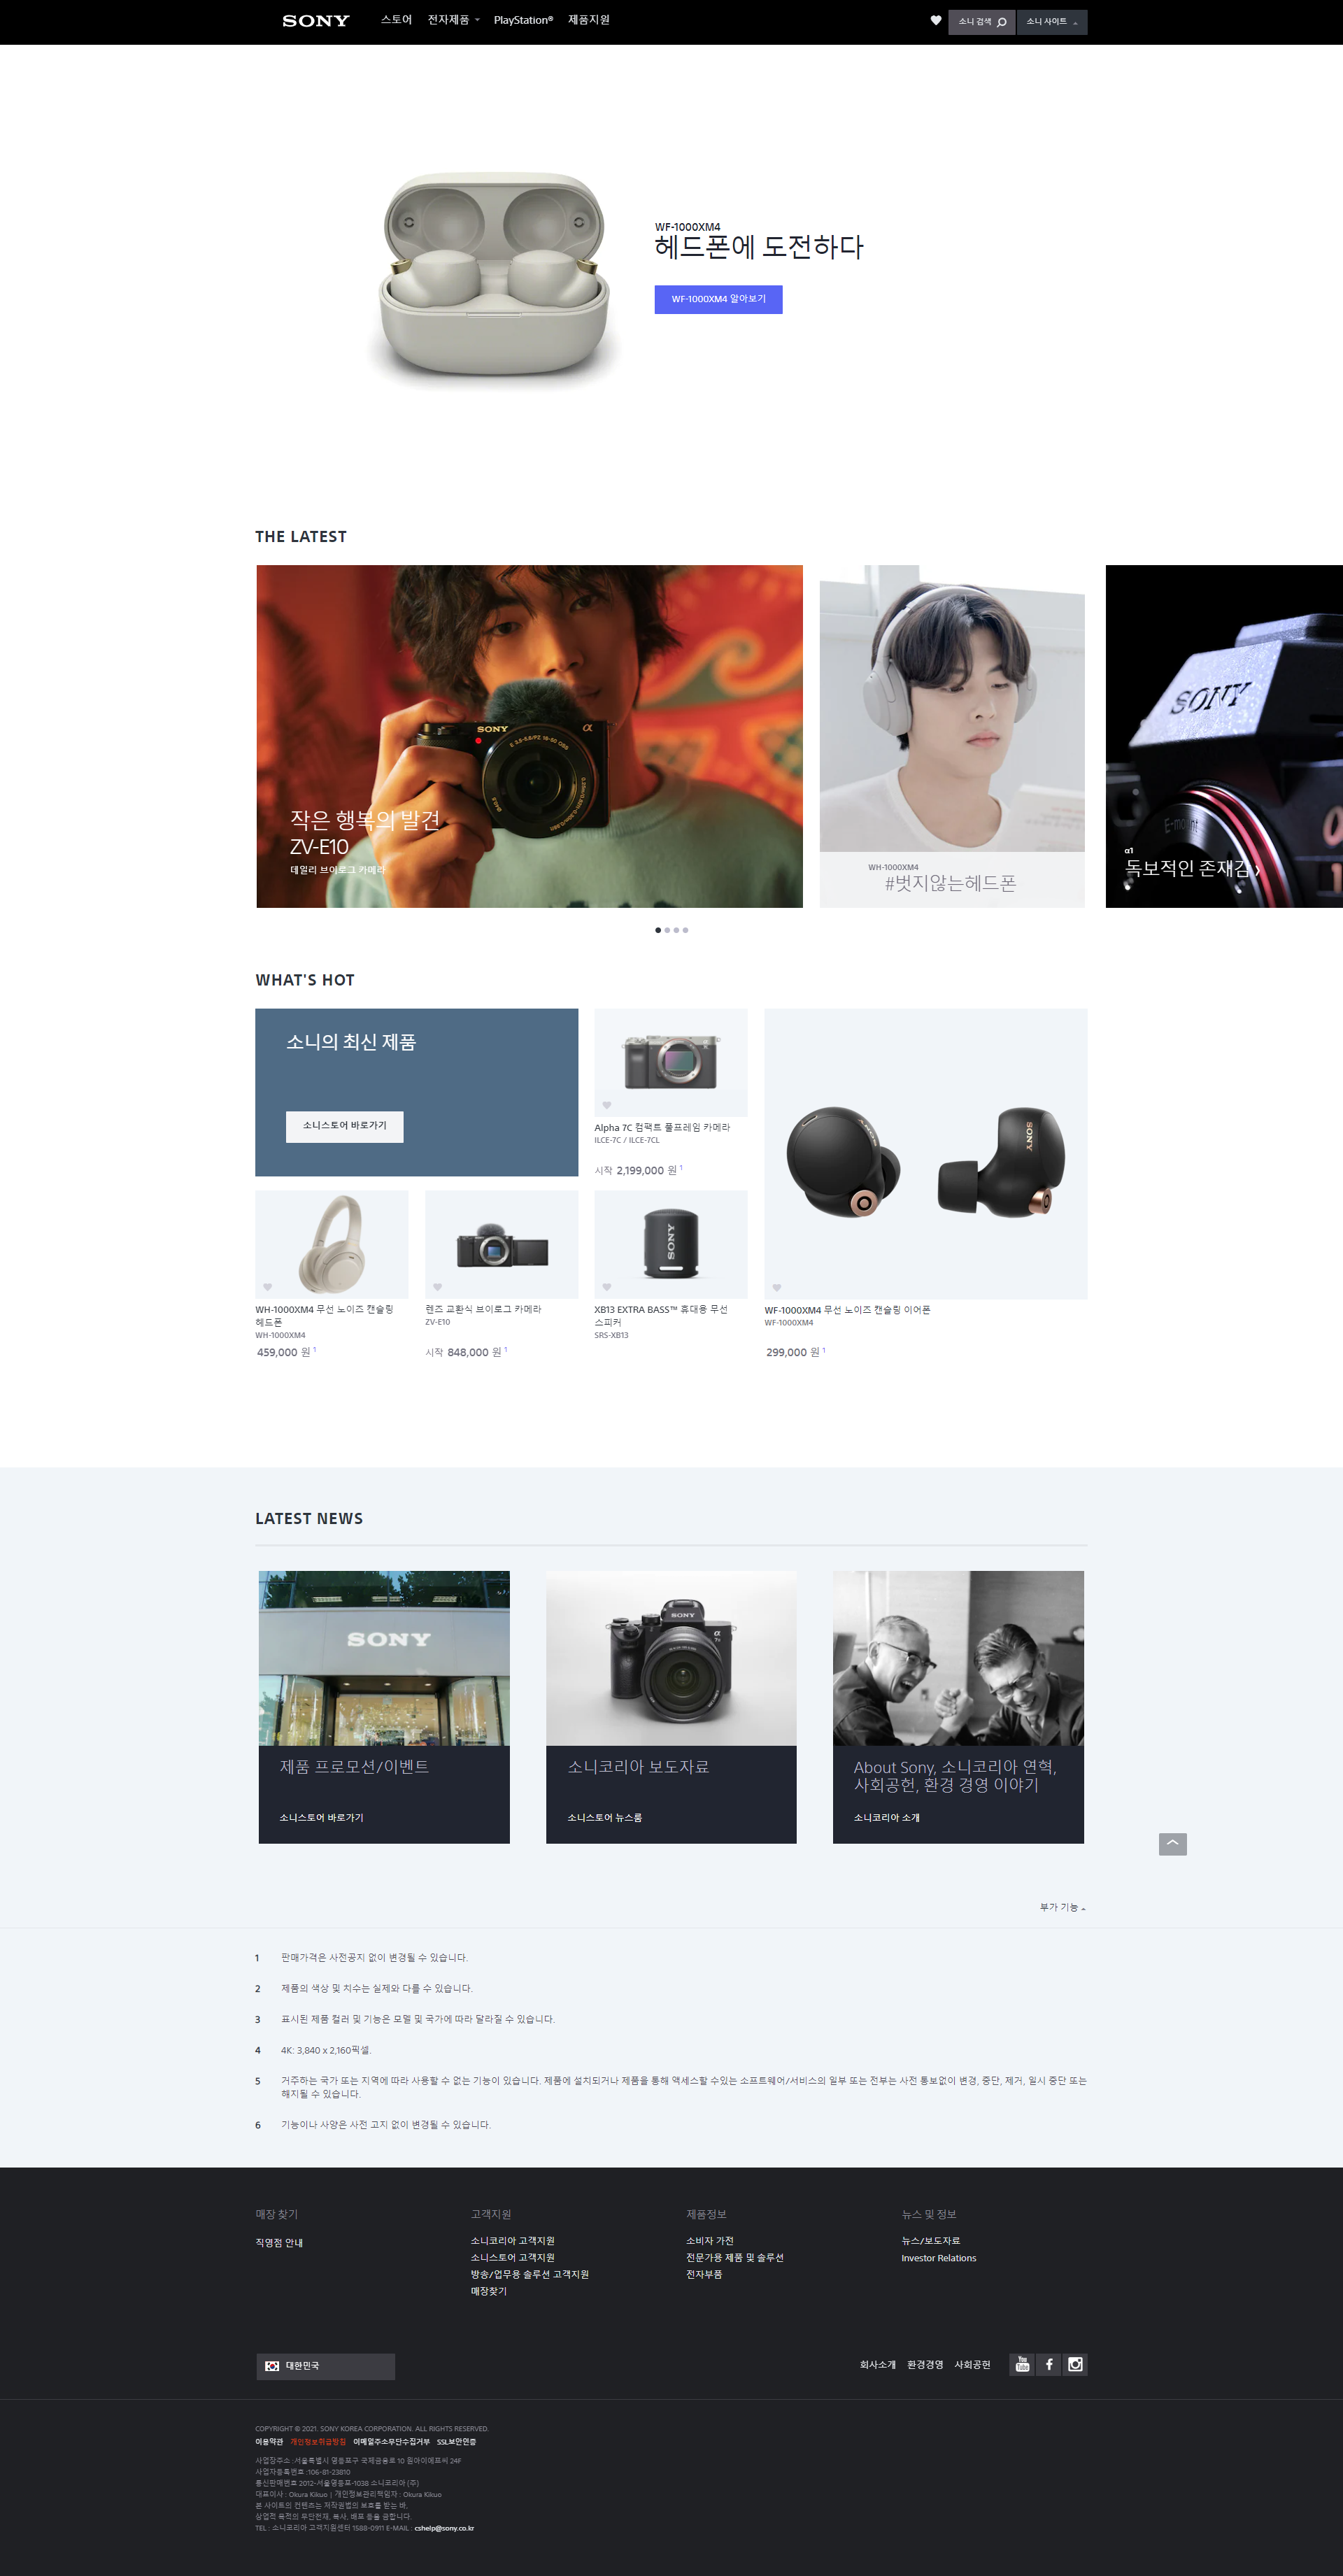 SONY
스토어
전자제품
PlayStation®
제품지원
소니 검색
소니 사이트
WF-1000XM4
헤드폰에 도전하다
WF-1000XM4 알아보기
THE LATEST
SONY
α
작은 행복의 발견
ZV-E10
데일리 브이로그 카메라
WH-1000XM4
#벗지않는헤드폰
SONY
E-mount
α1
독보적인 존재감
WHAT'S HOT
소니의 최신 제품
소니스토어 바로가기
Alpha 7C 컴팩트 풀프레임 카메라
ILCE-7C / ILCE-7CL
시작 2,199,000 원 1
SONY
SONY
WH-1000XM4 무선 노이즈 캔슬링
헤드폰
WH-1000XM4
459,000 원 1
렌즈 교환식 브이로그 카메라
ZV-E10
시작 848,000 원 1
SONY
XB13 EXTRA BASS™ 휴대용 무선
스피커
SRS-XB13
WF-1000XM4 무선 노이즈 캔슬링 이어폰
WF-1000XM4
299,000 원 1
LATEST NEWS
SONY
제품 프로모션/이벤트
소니스토어 바로가기
SONY
소니코리아 보도자료
소니스토어 뉴스룸
About Sony, 소니코리아 연혁,
사회공헌, 환경 경영 이야기
소니코리아 소개
부가 기능
1 판매가격은 사전공지 없이 변경될 수 있습니다.
2 제품의 색상 및 치수는 실제와 다를 수 있습니다.
3 표시된 제품 컬러 및 기능은 모델 및 국가에 따라 달라질 수 있습니다.
4 4K: 3,840 x 2,160픽셀.
5 거주하는 국가 또는 지역에 따라 사용할 수 없는 기능이 있습니다. 제품에 설치되거나 제품을 통해 액세스할 수있는 소프트웨어/서비스의 일부 또는 전부는 사전 통보없이 변경, 중단, 제거, 일시 중단 또는
해지될 수 있습니다.
6 기능이나 사양은 사전 고지 없이 변경될 수 있습니다.
매장 찾기
직영점 안내
고객지원
소니코리아 고객지원
소니스토어 고객지원
방송/업무용 솔루션 고객지원
매장찾기
제품정보
소비자 가전
전문가용 제품 및 솔루션
전자부품
뉴스 및 정보
뉴스/보도자료
Investor Relations
대한민국
회사소개
환경경영
사회공헌
You Tube
COPYRIGHT © 2021. SONY KOREA CORPORATION. ALL RIGHTS RESERVED.
이용약관 개인정보취급방침 이메일주소무단수집거부 SSL보안인증
사업장주소 :서울특별시 영등포구 국제금융로 10 원아이에프씨 24F
사업자등록번호 :106-81-23810
통신판매번호 2012-서울영등포-1038 소니코리아 (주)
대표이사 : Okura Kikuo | 개인정보관리책임자 : Okura Kikuo
본 사이트의 컨텐츠는 저작권법의 보호를 받는 바,
상업적 목적의 무단전재, 복사, 배포 등을 금합니다.
TEL : 소니코리아 고객지원센터 1588-0911 E-MAIL : cshelp@sony.co.kr